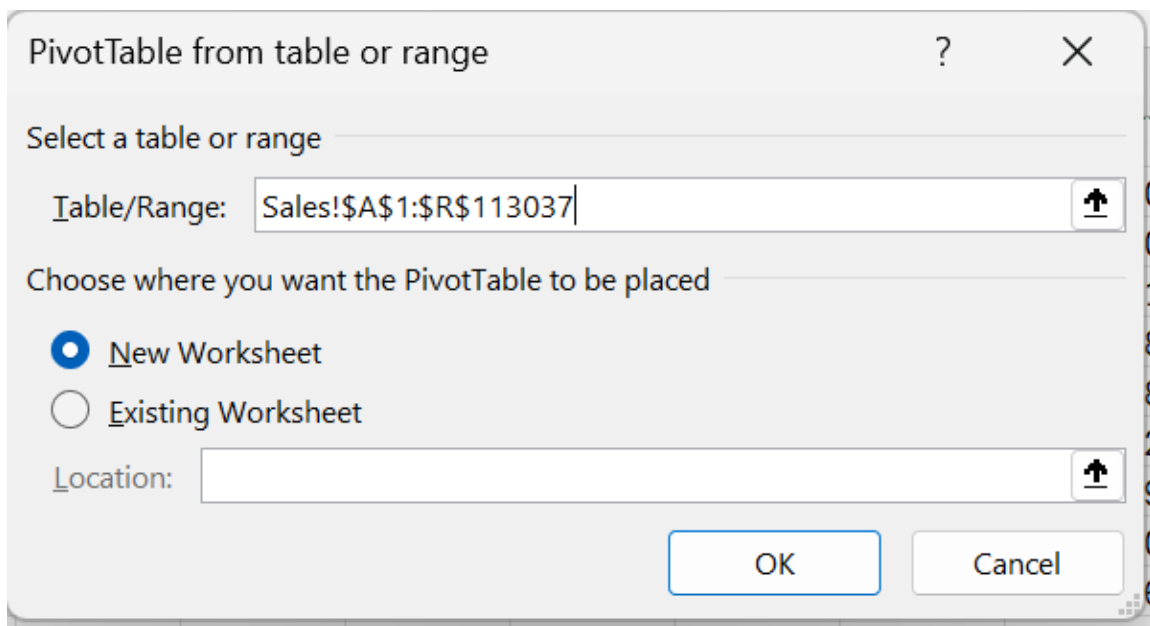 PivotTable from table or range ?
Select a table or range
Table/Range: Sales!$A$1:$R$113037
Choose where you want the PivotTable to be placed
New Worksheet
Existing Worksheet
Location:
OK Cancel